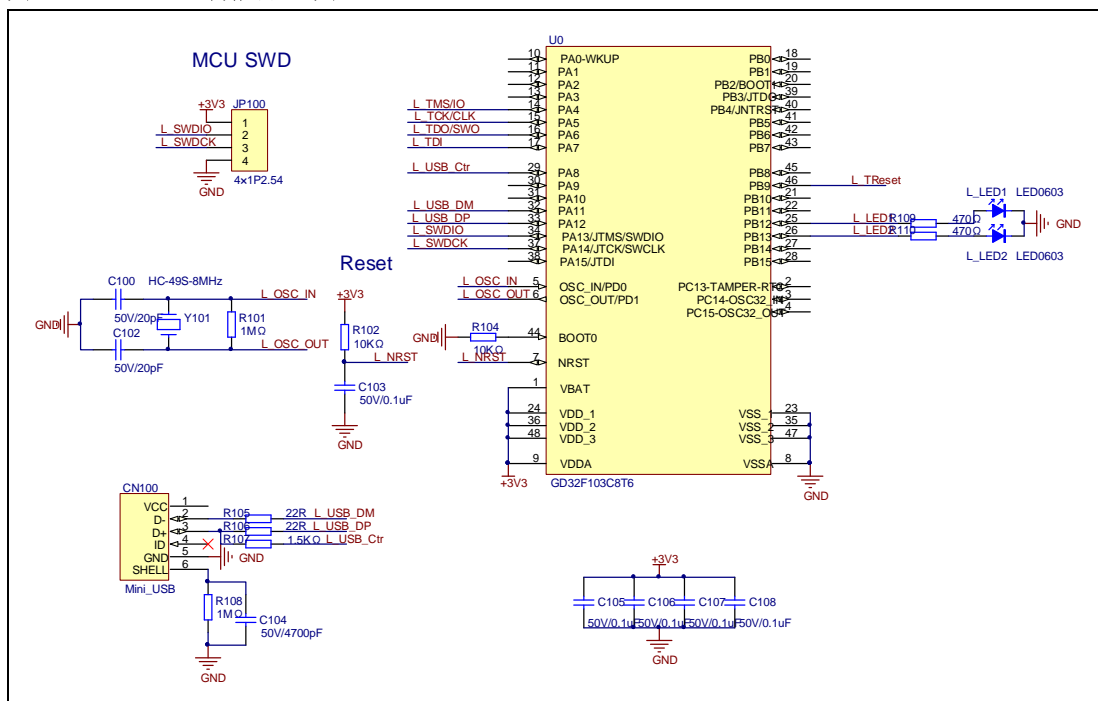 MCU SWD
+3V3
JP100
1
L_SWDIO
2
L_SWDCK
3
4
GND
4×1P2.54
U0
10
PA0-WKUP
11
PA1
12
PA2
13
PA3
L_TMS/IO
14
PA4
L_TCK/CLK
15
PA5
L_TDO/SWO
16
PA6
L_TDI
17
PA7
L_USB_Ctr
29
PA8
30
PA9
31
PA10
L_USB_DM
32
PA11
L_USB_DP
33
PA12
L_SWDIO
34
PA13/JTMS/SWDIO
L_SWDCK
37
PA14/JTCK/SWCLK
38
PA15/JTDI
L_OSC_IN
5
OSC_IN/PD0
L_OSC_OUT
6
OSC_OUT/PD1
GND
R104
10KΩ
44
BOOT0
L_NRST
7
NRST
1
VBAT
24
VDD_1
36
VDD_2
48
VDD_3
9
VDDA
+3V3
GD32F103C8T6
PB0
18
PB1
19
PB2/BOOT1
20
PB3/JTDO
39
PB4/JNTRST
40
PB5
41
PB6
42
PB7
43
PB8
45
PB9
46
L_TReset
PB10
21
PB11
22
PB12
25
L_LED1
R109
470Ω
PB13
26
L_LED2
R110
470Ω
PB14
27
PB15
28
L_LED1 LED0603
GND
L_LED2 LED0603
PC13-TAMPER-RTC
2
PC14-OSC32_IN
3
PC15-OSC32_OUT
4
VSS_1
23
VSS_2
35
VSS_3
47
VSSA
8
GND
Reset
+3V3
R102
10KΩ
L_NRST
C103
50V/0.1uF
GND
C100
HC-49S-8MHz
L_OSC_IN
50V/20pF
GND
Y101
R101
1MΩ
C102
L_OSC_OUT
50V/20pF
CN100
VCC
1
D-
2
R105
22R
L_USB_DM
D+
3
R106
22R
L_USB_DP
ID
4
R107
1.5KΩ
L_USB_Ctr
GND
5
GND
SHELL
6
Mini_USB
R108
1MΩ
C104
50V/4700pF
GND
+3V3
C105
C106
C107
C108
50V/0.1uF
50V/0.1uF
50V/0.1uF
50V/0.1uF
GND